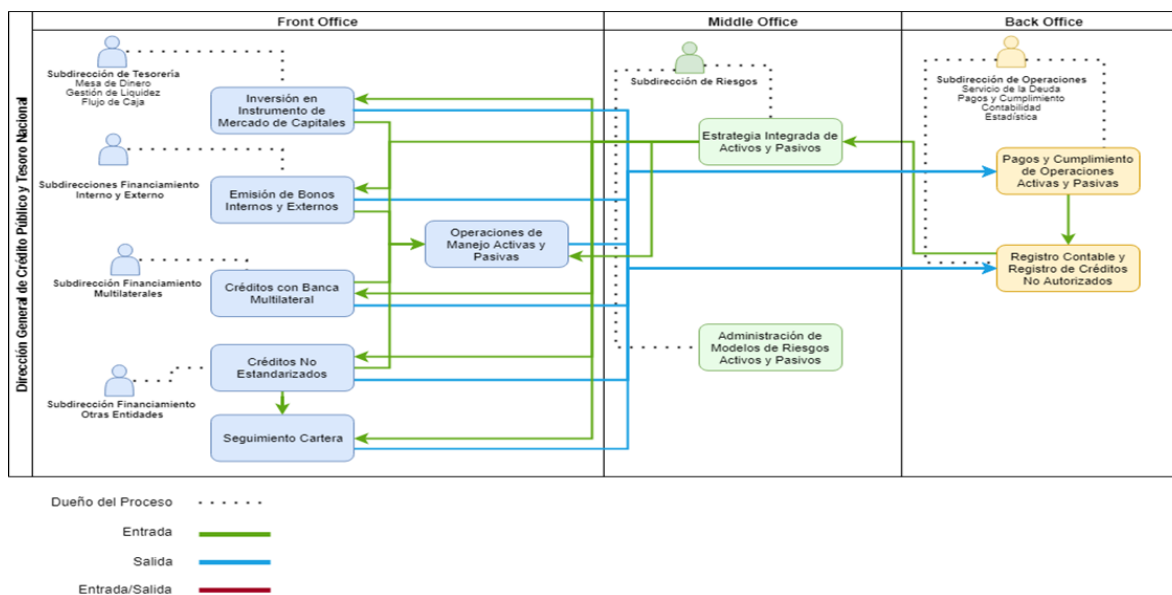 Front Office
Middle Office
Back Office
Dirección General de Crédito Público y Tesoro Nacional
Subdirección de Tesorería
Mesa de Dinero
Gestión de Liquidez
Flujo de Caja
Inversión en
Instrumento de
Mercado de Capitales
Subdirecciones Financiamiento
Interno y Externo
Emisión de Bonos
Internos y Externos
Operaciones de
Manejo Activas y
Pasivas
Subdirección Financiamiento
Multilaterales
Créditos con Banca
Multilateral
Créditos No
Estandarizados
Subdirección Financiamiento
Otras Entidades
Seguimiento Cartera
Subdirección de Riesgos
Estrategia Integrada de
Activos y Pasivos
Administración de
Modelos de Riesgos
Activos y Pasivos
Subdirección de Operaciones
Servicio de la Deuda
Pagos y Cumplimiento
Contabilidad
Estadística
Pagos y Cumplimiento
de Operaciones
Activas y Pasivas
Registro Contable y
Registro de Créditos
No Autorizados
Dueño del Proceso
Entrada
Salida
Entrada/Salida